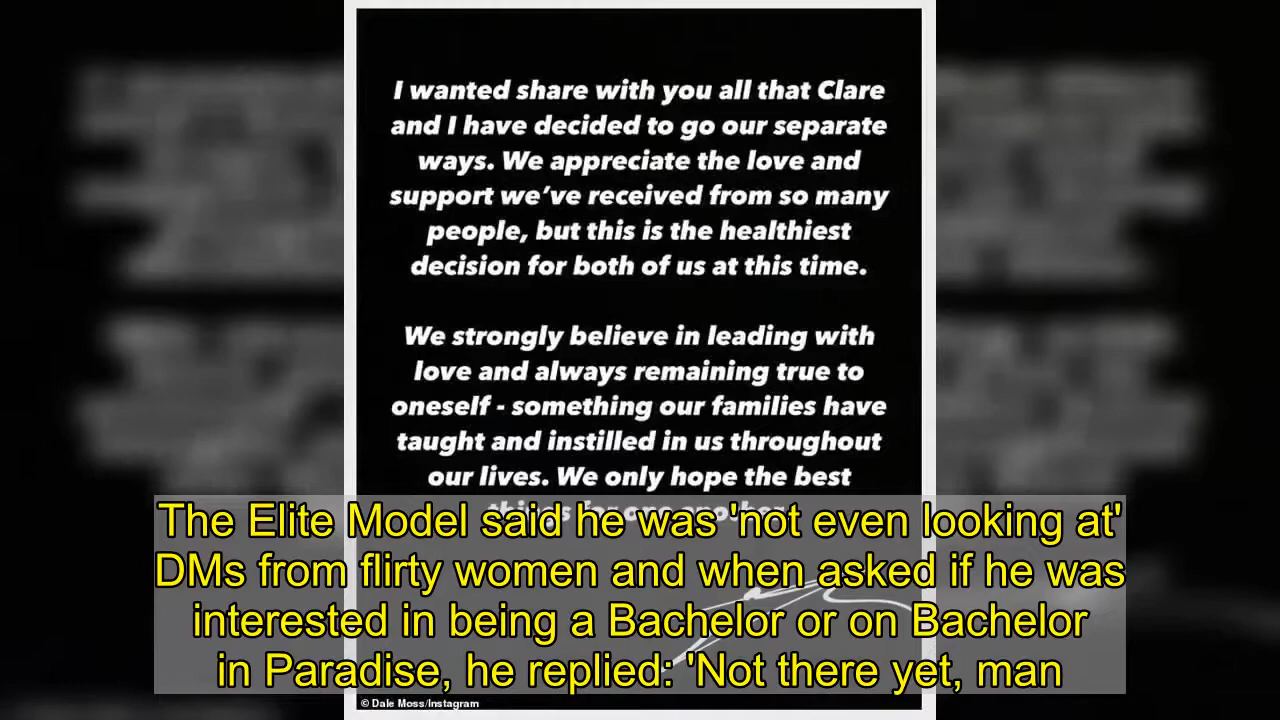 I wanted share with you all that Clare
and I have decided to go our separate
ways. We appreciate the love and
support we've received from so many
people, but this is the healthiest
decision for both of us at this time.
We strongly believe in leading with
love and always remaining true to
oneself - something our families have
taught and instilled in us throughout
our lives. We only hope the best
things for one another.
The Elite Model said he was 'not even looking at'
DMs from flirty women and when asked if he was
interested in being a Bachelor or on Bachelor
in Paradise, he replied: 'Not there yet, man
© Dale Moss/Instagram